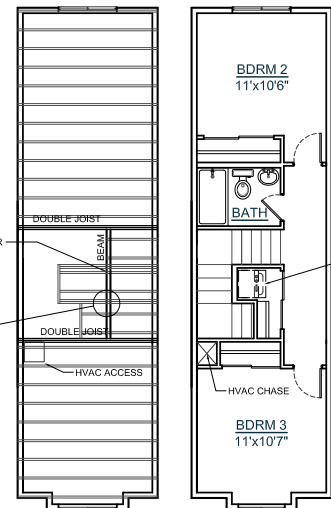 DOUBLE JOIST
BEAM
R
DOUBLE JOIST
HVAC ACCESS
BDRM 2
11'x10'6"
BATH
HVAC CHASE
BDRM 3
11'x10'7"